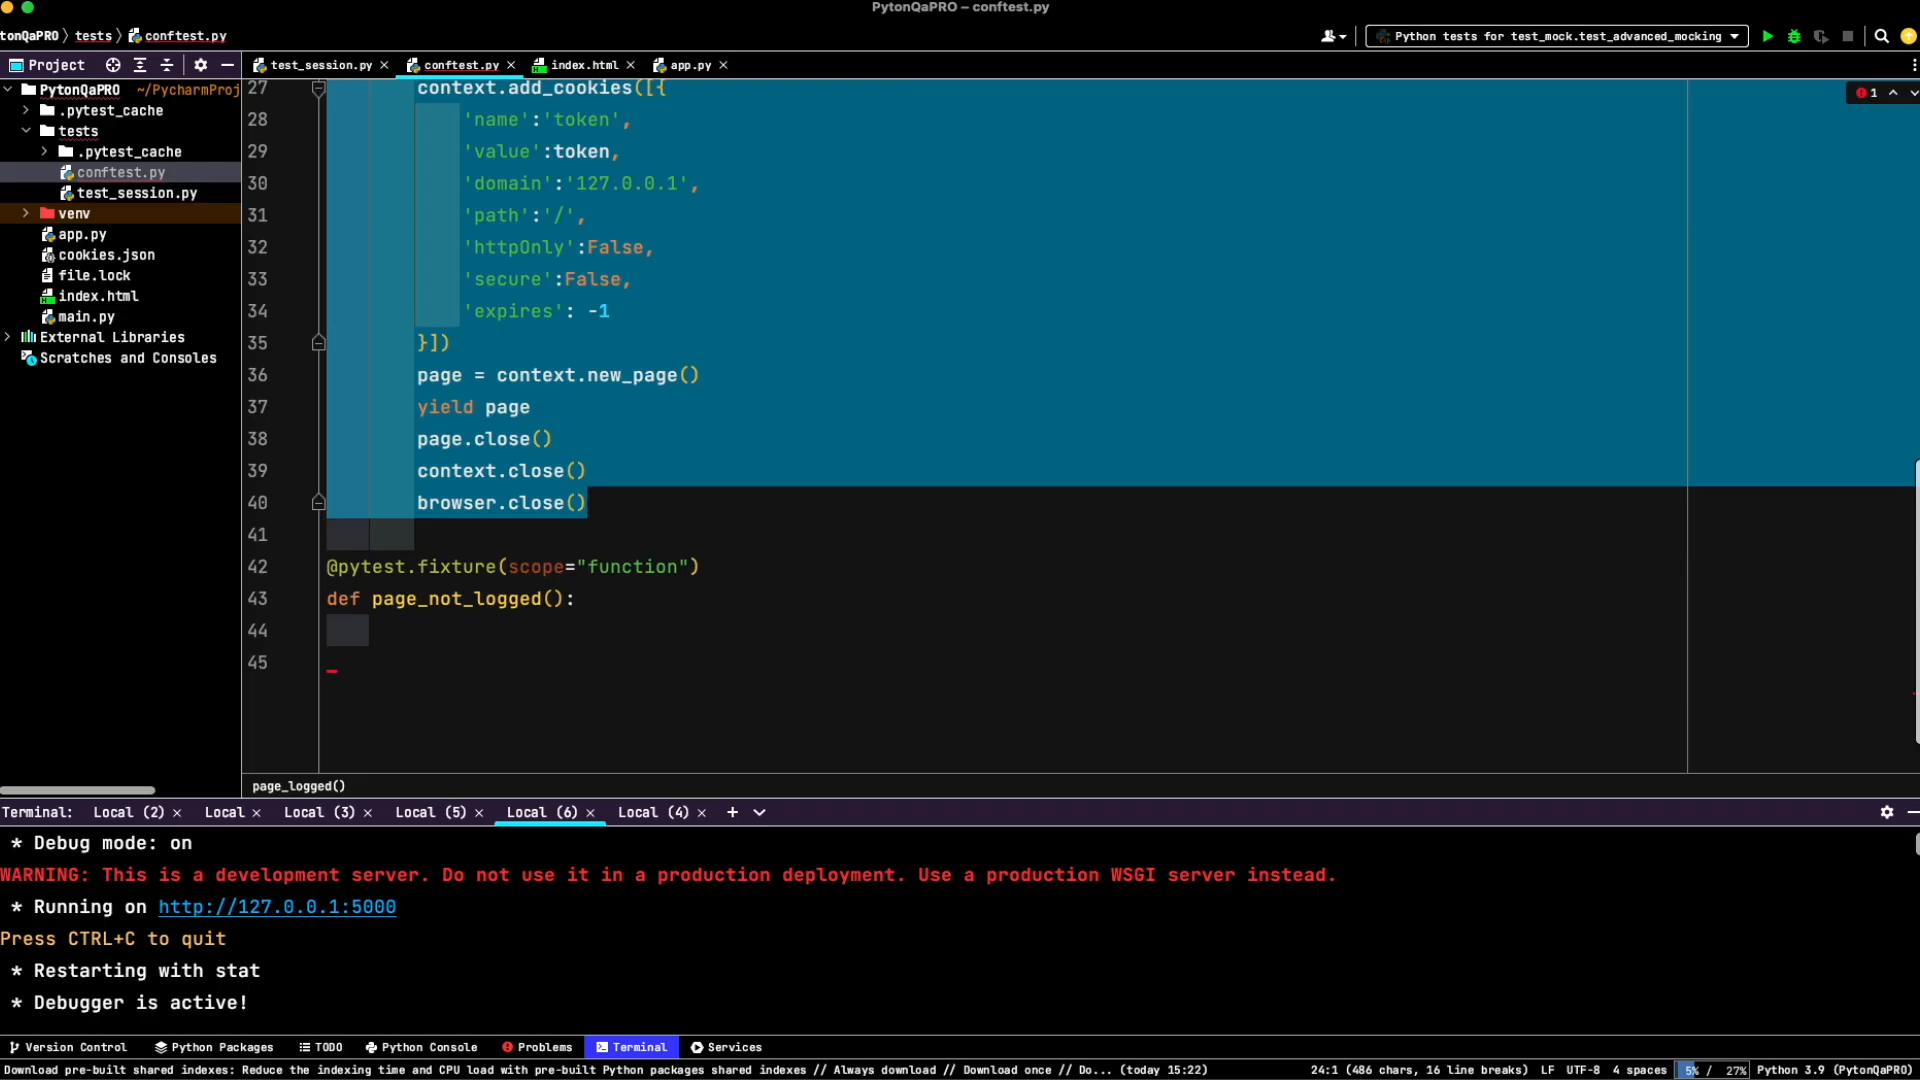 PytonQaPRO – conftest.py
tonQaPRO 〉 tests 〉 conftest.py
Python tests for test_mock.test_advanced_mocking
Project
test_session.py ×
conftest.py ×
index.html ×
app.py ×
PytonQaPRO ~/PycharmProj
.pytest_cache
tests
.pytest_cache
conftest.py
test_session.py
venv
app.py
cookies.json
file.lock
index.html
main.py
External Libraries
Scratches and Consoles
1
27 context.add_cookies([{
28 'name':'token',
29 'value':token,
30 'domain':'127.0.0.1',
31 'path':'/',
32 'httpOnly':False,
33 'secure':False,
34 'expires': -1
35 }])
36 page = context.new_page()
37 yield page
38 page.close()
39 context.close()
40 browser.close()
41
42 @pytest.fixture(scope="function")
43 def page_not_logged():
44
45
page_logged()
Terminal: Local (2) × Local × Local (3) × Local (5) × Local (6) × Local (4) × +
* Debug mode: on
WARNING: This is a development server. Do not use it in a production deployment. Use a production WSGI server instead.
* Running on http://127.0.0.1:5000
Press CTRL+C to quit
* Restarting with stat
* Debugger is active!
Version Control Python Packages TODO Python Console Problems Terminal Services
Download pre-built shared indexes: Reduce the indexing time and CPU load with pre-built Python packages shared indexes // Always download // Download once // Do... (today 15:22) 24:1 (486 chars, 16 line breaks) LF UTF-8 4 spaces 5% / 27% Python 3.9 (PytonQaPRO)